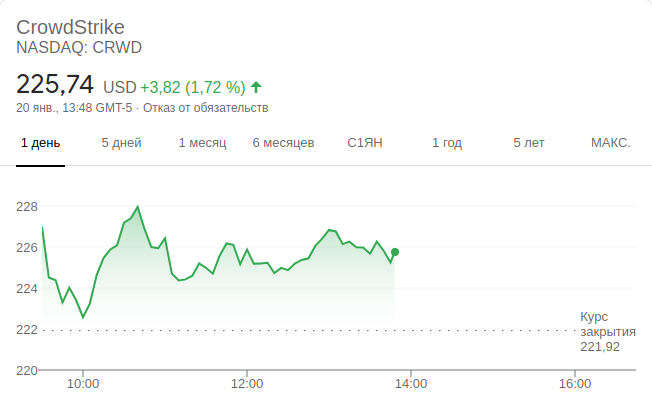 CrowdStrike
NASDAQ: CRWD
225,74 USD +3,82 (1,72 %)
20 янв., 13:48 GMT-5 · Отказ от обязательств
1 день 5 дней 1 месяц 6 месяцев С1ЯН 1 год 5 лет МАКС.
228
226
224
222
220
Курс
закрытия
221,92
10:00 12:00 14:00 16:00